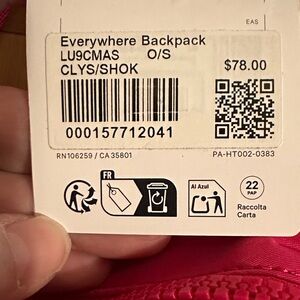 EAS
Everywhere Backpack
LU9CMAS O/S
CLYS/SHOK
$78.00
000157712041
RN106259 / CA 35801
PA-HT002-0383
FR
Al Azul
22
PAP
Raccolta
Carta